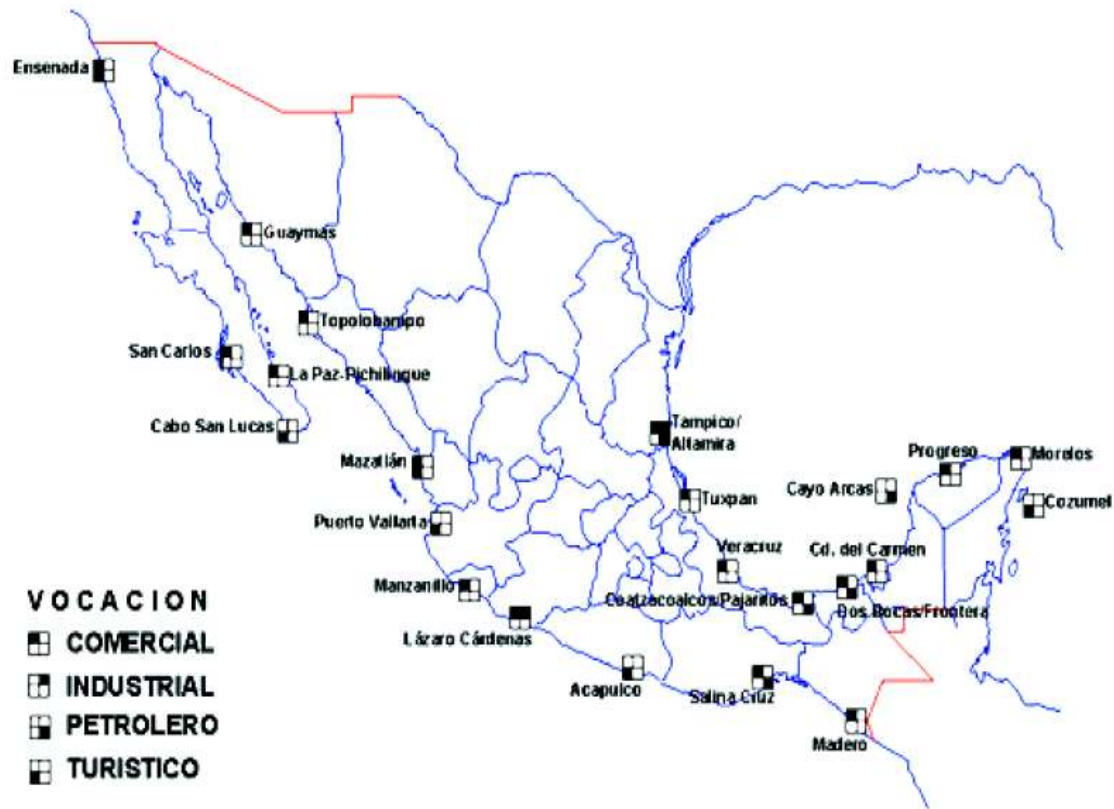 Ensenada
Guaymas
Topolobampo
San Carlos
La Paz-Pichilingue
Cabo San Lucas
Tampico/
Altamira
Mazatlán
Progreso
Morelos
Cayo Arcas
Tuxpan
Cozumel
Puerto Vallarta
Veracruz
Cd. del Carmen
Manzanillo
Coatzacoalcos/Pajaritos
Dos Bocas/Frontera
Lázaro Cárdenas
Acapulco
Salina Cruz
Madero
VOCACION
COMERCIAL
INDUSTRIAL
PETROLERO
TURISTICO